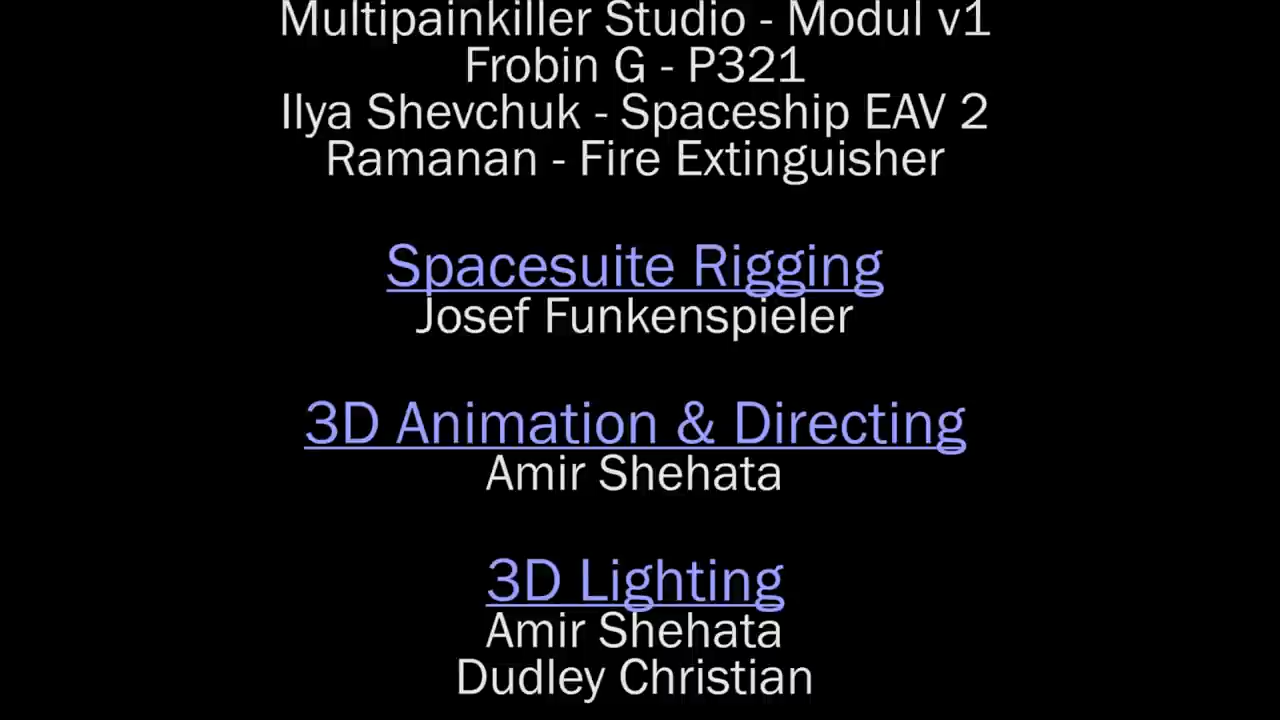 Multipainkiller Studio - Modul v1
Frobin G - P321
Ilya Shevchuk - Spaceship EAV 2
Ramanan - Fire Extinguisher
Spacesuite Rigging
Josef Funkenspieler
3D Animation & Directing
Amir Shehata
3D Lighting
Amir Shehata
Dudley Christian